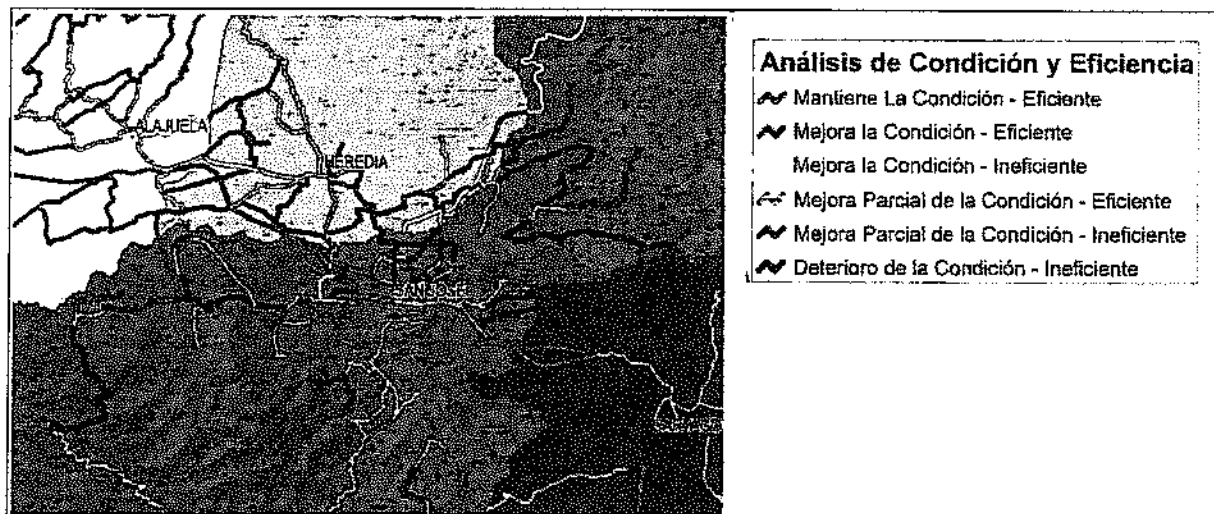 ALAJUELA
HEREDIA
SAN JOSE
Análisis de Condición y Eficiencia
Mantiene La Condición - Eficiente
Mejora la Condición - Eficiente
Mejora la Condición - Ineficiente
Mejora Parcial de la Condición - Eficiente
Mejora Parcial de la Condición - Ineficiente
Deterioro de la Condición - Ineficiente